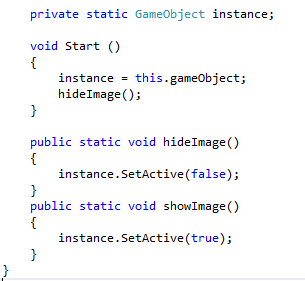 private static GameObject instance;
void Start ()
{
instance = this.gameObject;
hideImage();
}
public static void hideImage()
{
instance.SetActive(false);
}
public static void showImage()
{
instance.SetActive(true);
}
}